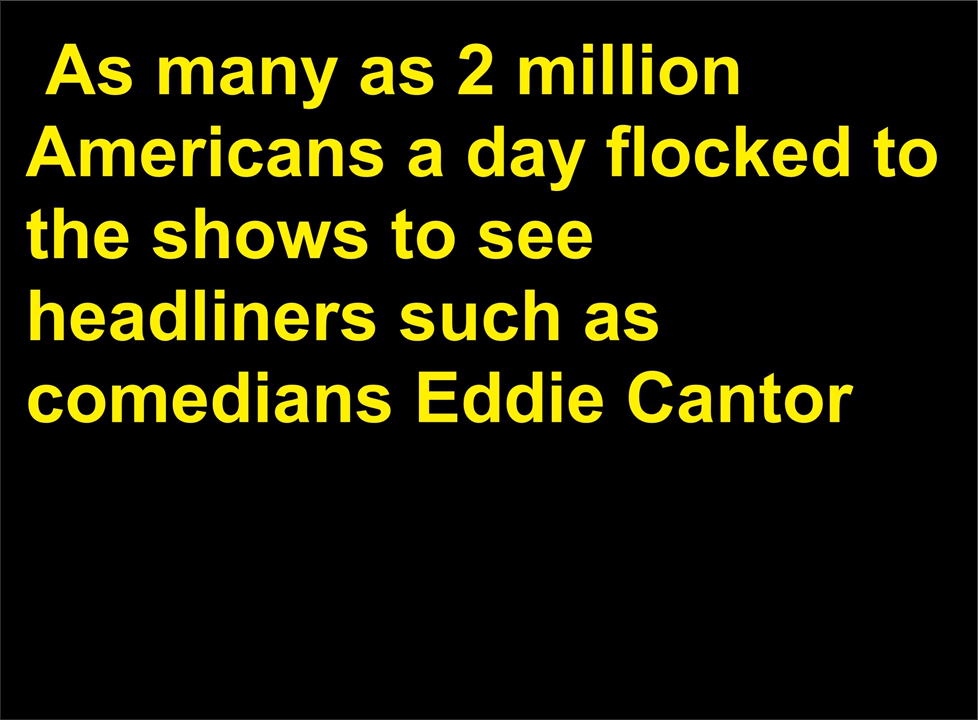 As many as 2 million
Americans a day flocked to
the shows to see
headliners such as
comedians Eddie Cantor